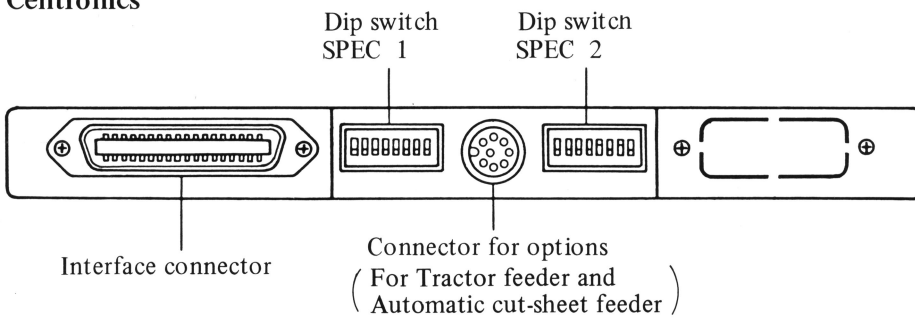 Centronics
Dip switch
SPEC 1
Dip switch
SPEC 2
Interface connector
Connector for options
( For Tractor feeder and
Automatic cut-sheet feeder )